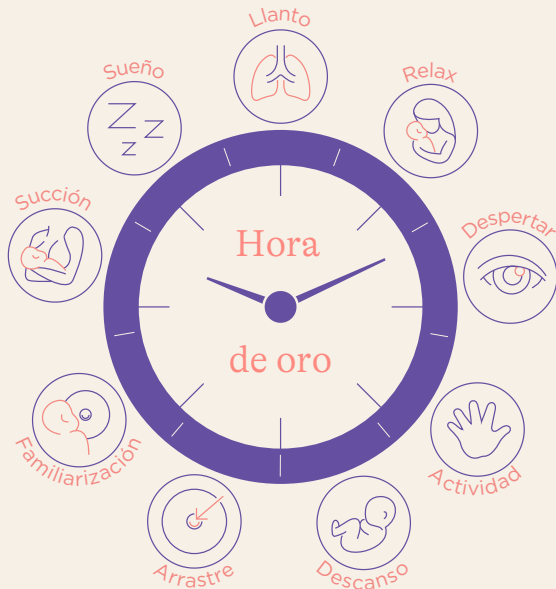 Llanto
Relax
Despertar
Actividad
Descanso
Arrastre
Familiarización
Succión
Sueño
Z Z Z
Hora
de oro